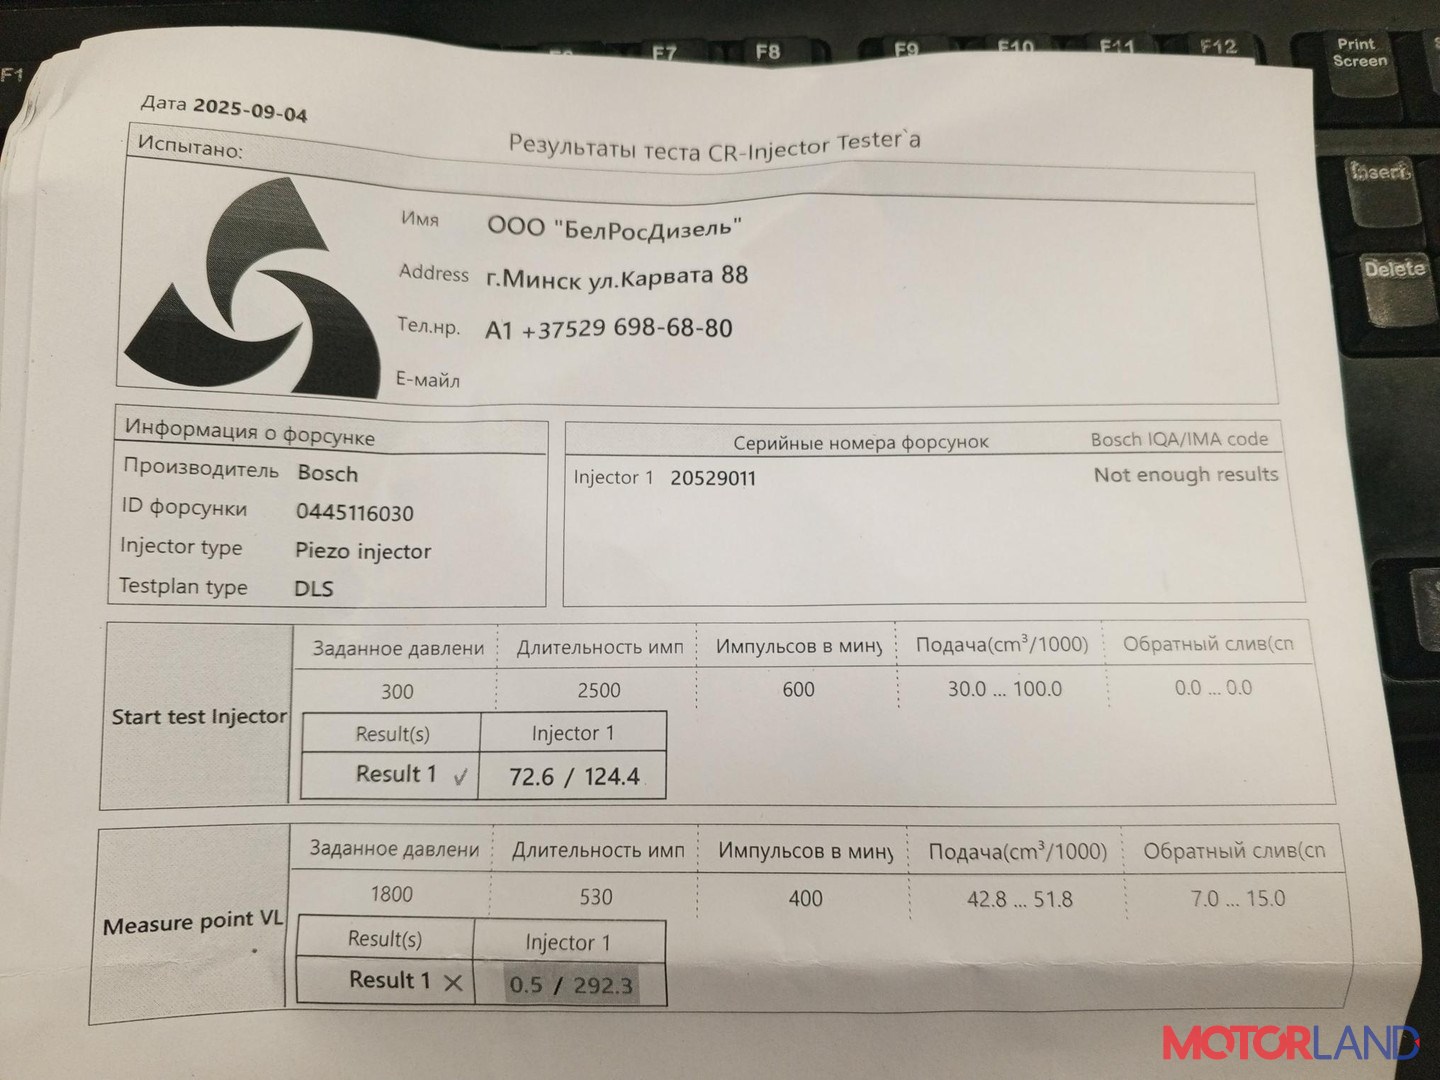 F1
F7
F8
F9
F10
F11
F12
Print
Screen
Insert
Delete
Дата 2025-09-04
Результаты теста CR-Injector Tester`а
Испытано:
Имя ООО "БелРосДизель"
Address г.Минск ул.Карвата 88
Тел.нр. А1 +37529 698-68-80
Е-майл
Информация о форсунке
Производитель Bosch
ID форсунки 0445116030
Injector type Piezo injector
Testplan type DLS
Серийные номера форсунок Bosch IQA/IMA code
Injector 1 20529011 Not enough results
Start test Injector
Заданное давлени Длительность имп Импульсов в мину Подача(cm³/1000) Обратный слив(сп
300 2500 600 30.0 ... 100.0 0.0 ... 0.0
Result(s) Injector 1
Result 1 ✓ 72.6 / 124.4
Measure point VL
Заданное давлени Длительность имп Импульсов в мину Подача(cm³/1000) Обратный слив(сп
1800 530 400 42.8 ... 51.8 7.0 ... 15.0
Result(s) Injector 1
Result 1 ✕ 0.5 / 292.3
MOTORLAND